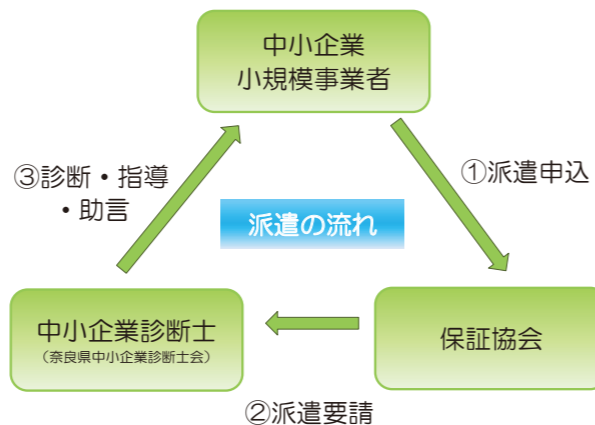 中小企業
小規模事業者
③診断・指導
・助言
①派遣申込
派遣の流れ
中小企業診断士
（奈良県中小企業診断士会）
保証協会
②派遣要請